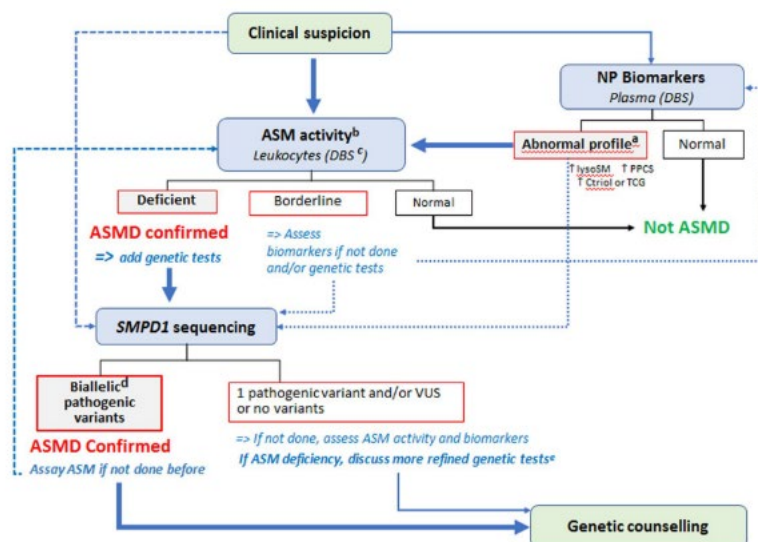 Clinical suspicion
NP Biomarkers
Plasma (DBS)
ASM activityᵇ
Leukocytes (DBS ᶜ)
Abnormal profileᵃ
Normal
↑ lysoSM ↑ PPCS
↑ Ctriol or TCG
Deficient
Borderline
Normal
Not ASMD
ASMD confirmed
=> add genetic tests
=> Assess
biomarkers if not done
and/or genetic tests
SMPD1 sequencing
Biallelicᵈ
pathogenic
variants
1 pathogenic variant and/or VUS
or no variants
ASMD Confirmed
Assay ASM if not done before
=> If not done, assess ASM activity and biomarkers
If ASM deficiency, discuss more refined genetic testsᵉ
Genetic counselling